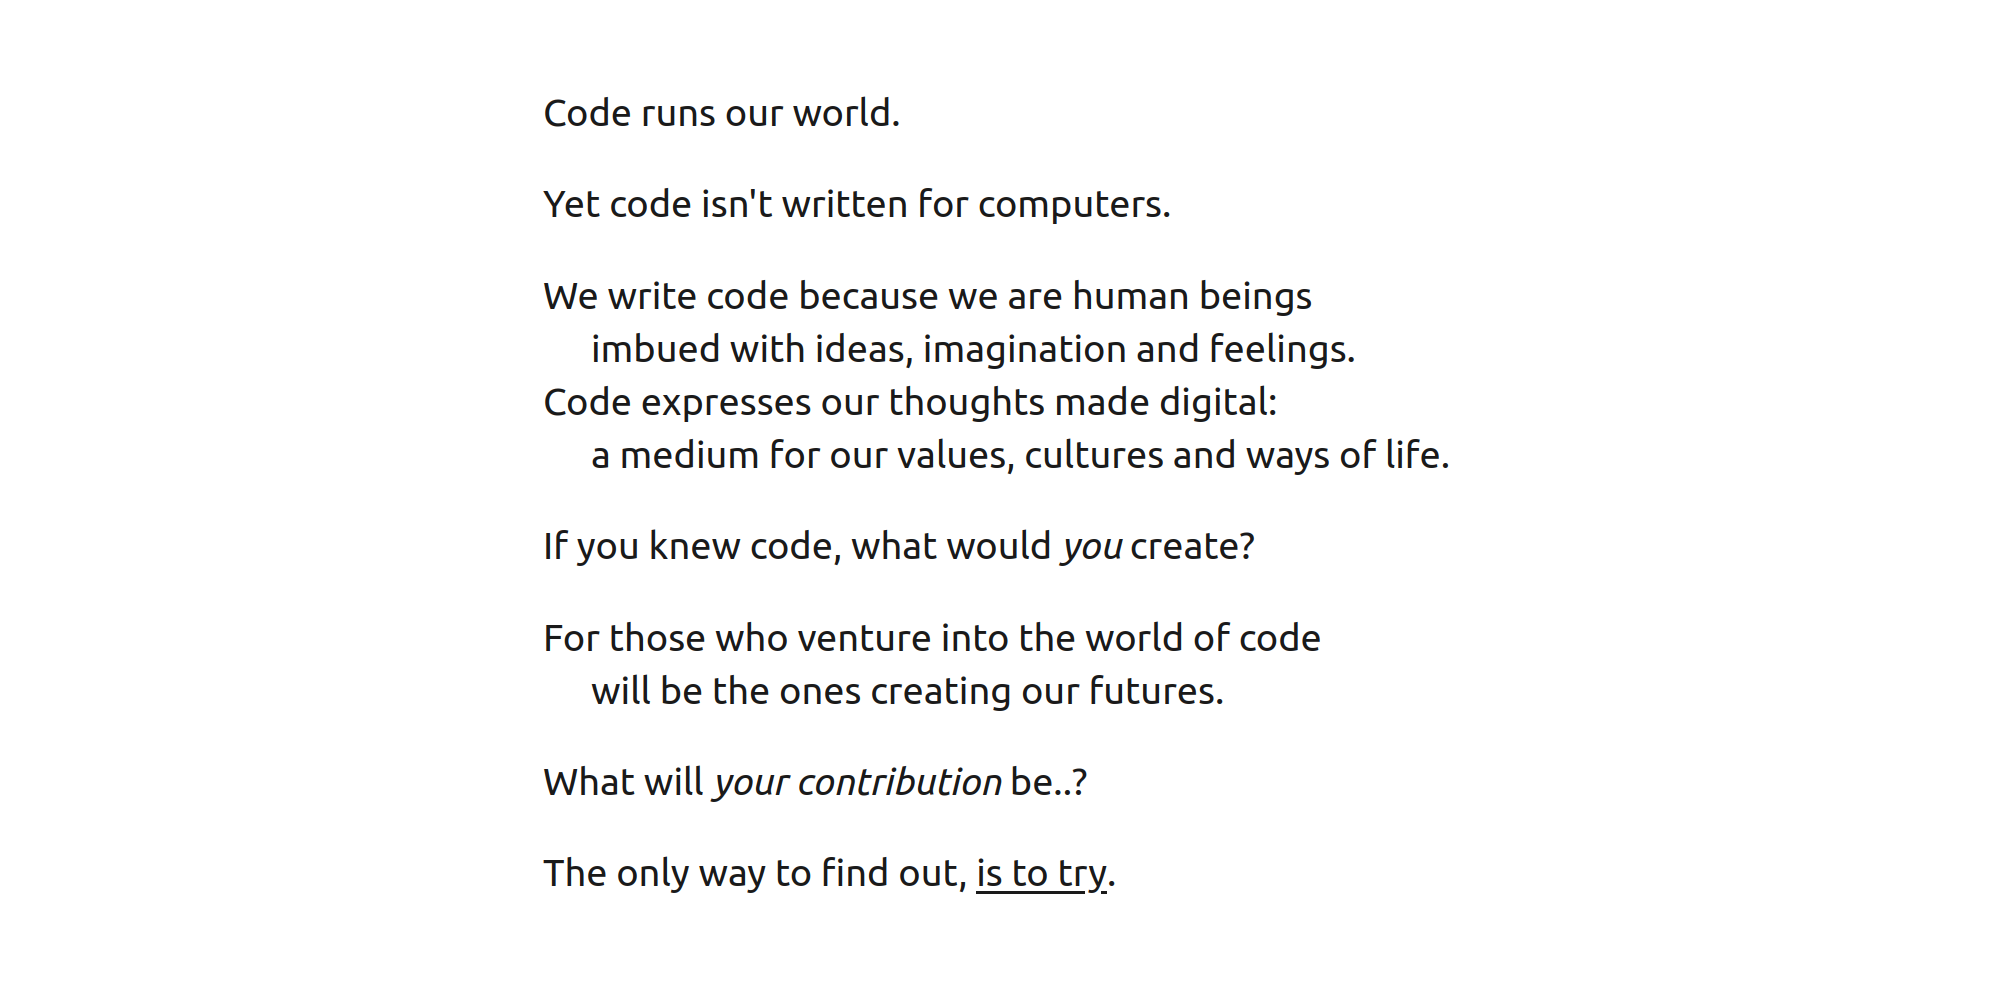 Code runs our world.
Yet code isn't written for computers.
We write code because we are human beings
imbued with ideas, imagination and feelings.
Code expresses our thoughts made digital:
a medium for our values, cultures and ways of life.
If you knew code, what would you create?
For those who venture into the world of code
will be the ones creating our futures.
What will your contribution be..?
The only way to find out, is to try.